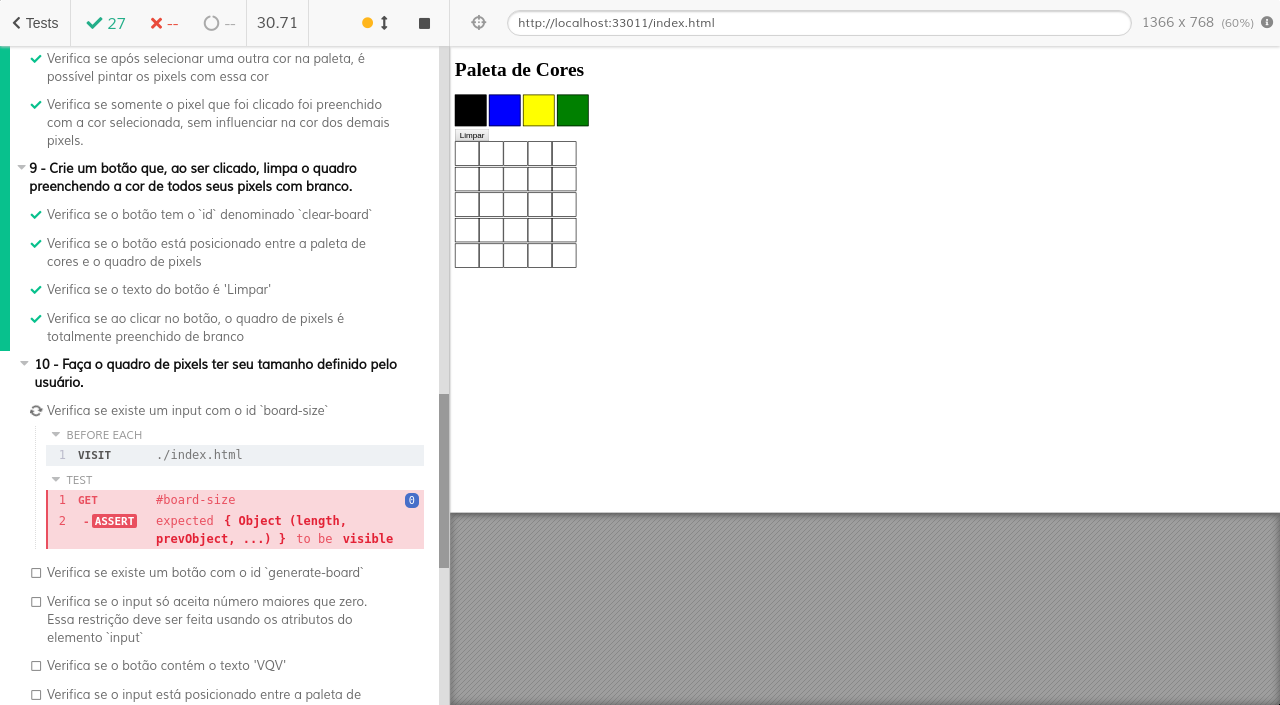 Tests
27
--
--
30.71
http://localhost:33011/index.html
1366 x 768 (60%)
Verifica se após selecionar uma outra cor na paleta, é
possível pintar os pixels com essa cor
Verifica se somente o pixel que foi clicado foi preenchido
com a cor selecionada, sem influenciar na cor dos demais
pixels.
9 - Crie um botão que, ao ser clicado, limpa o quadro
preenchendo a cor de todos seus pixels com branco.
Verifica se o botão tem o `id` denominado `clear-board`
Verifica se o botão está posicionado entre a paleta de
cores e o quadro de pixels
Verifica se o texto do botão é 'Limpar'
Verifica se ao clicar no botão, o quadro de pixels é
totalmente preenchido de branco
10 - Faça o quadro de pixels ter seu tamanho definido pelo
usuário.
Verifica se existe um input com o id `board-size`
BEFORE EACH
1 VISIT ./index.html
TEST
1 GET #board-size 0
2 -ASSERT expected { Object (length,
prevObject, ...) } to be visible
Verifica se existe um botão com o id `generate-board`
Verifica se o input só aceita número maiores que zero.
Essa restrição deve ser feita usando os atributos do
elemento `input`
Verifica se o botão contém o texto 'VQV'
Verifica se o input está posicionado entre a paleta de
Paleta de Cores
Limpar